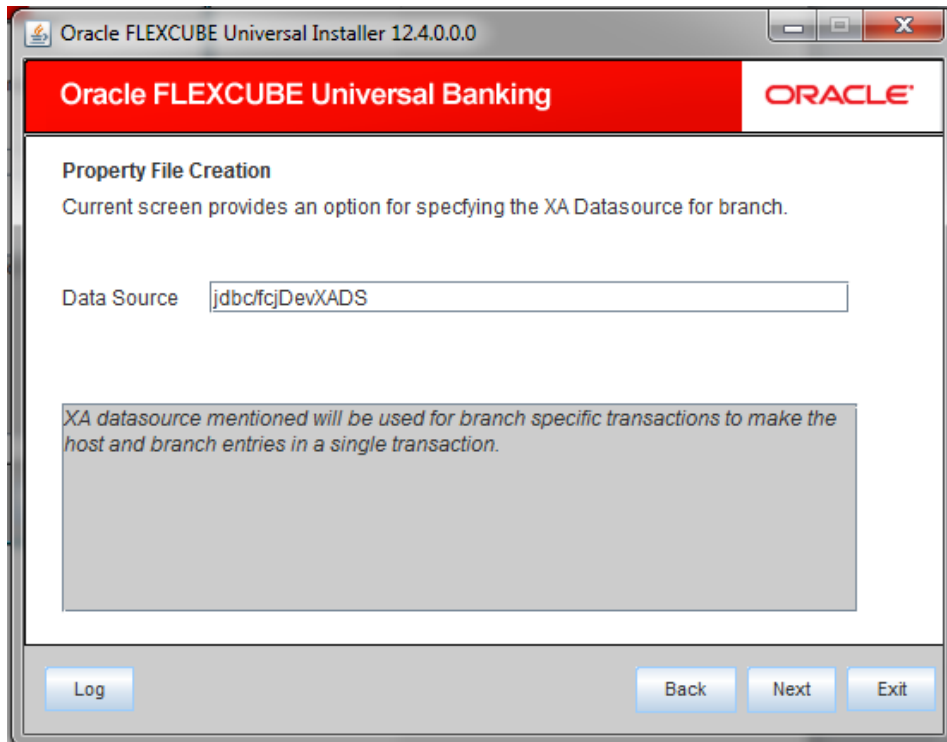 Oracle FLEXCUBE Universal Installer 12.4.0.0.0
Oracle FLEXCUBE Universal Banking
ORACLE
Property File Creation
Current screen provides an option for specfying the XA Datasource for branch.
Data Source jdbc/fcjDevXADS
XA datasource mentioned will be used for branch specific transactions to make the
host and branch entries in a single transaction.
Log Back Next Exit